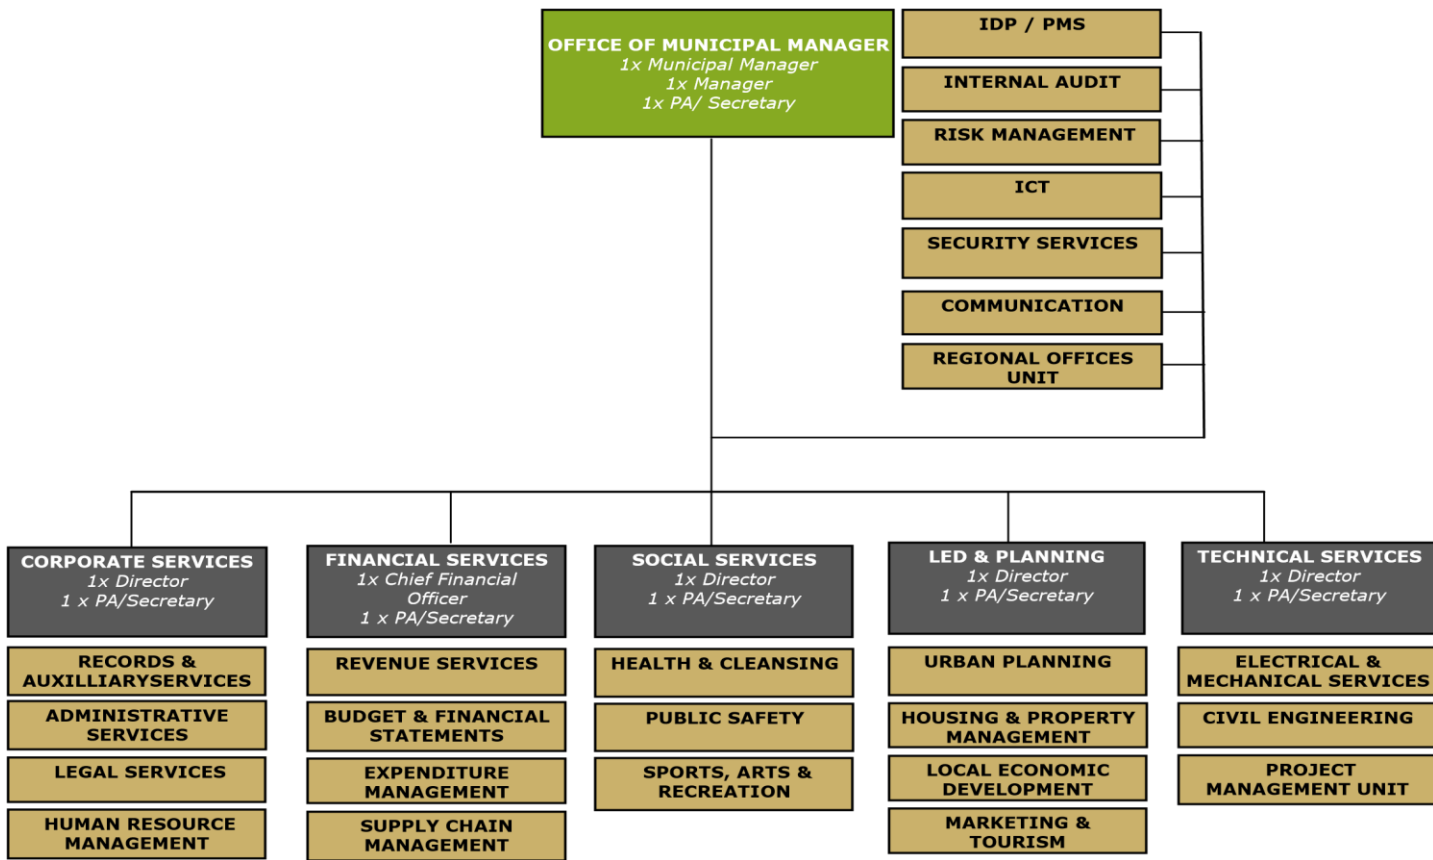 OFFICE OF MUNICIPAL MANAGER
1x Municipal Manager
1x Manager
1x PA/ Secretary
IDP / PMS
INTERNAL AUDIT
RISK MANAGEMENT
ICT
SECURITY SERVICES
COMMUNICATION
REGIONAL OFFICES
UNIT
CORPORATE SERVICES
1x Director
1 x PA/Secretary
RECORDS &
AUXILLIARYSERVICES
ADMINISTRATIVE
SERVICES
LEGAL SERVICES
HUMAN RESOURCE
MANAGEMENT
FINANCIAL SERVICES
1x Chief Financial
Officer
1 x PA/Secretary
REVENUE SERVICES
BUDGET & FINANCIAL
STATEMENTS
EXPENDITURE
MANAGEMENT
SUPPLY CHAIN
MANAGEMENT
SOCIAL SERVICES
1x Director
1 x PA/Secretary
HEALTH & CLEANSING
PUBLIC SAFETY
SPORTS, ARTS &
RECREATION
LED & PLANNING
1x Director
1 x PA/Secretary
URBAN PLANNING
HOUSING & PROPERTY
MANAGEMENT
LOCAL ECONOMIC
DEVELOPMENT
MARKETING &
TOURISM
TECHNICAL SERVICES
1x Director
1 x PA/Secretary
ELECTRICAL &
MECHANICAL SERVICES
CIVIL ENGINEERING
PROJECT
MANAGEMENT UNIT